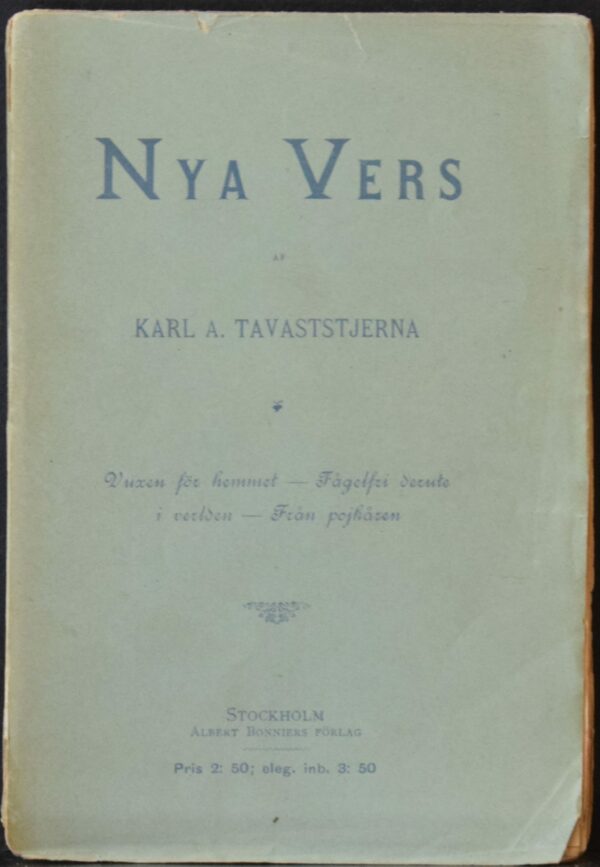 NYA VERS
AF
KARL A. TAVASTSTJERNA
Vuxen för hemmet — Fågelfri derute
i verlden — Från pojkåren
STOCKHOLM
ALBERT BONNIERS FÖRLAG
Pris 2: 50; eleg. inb. 3: 50